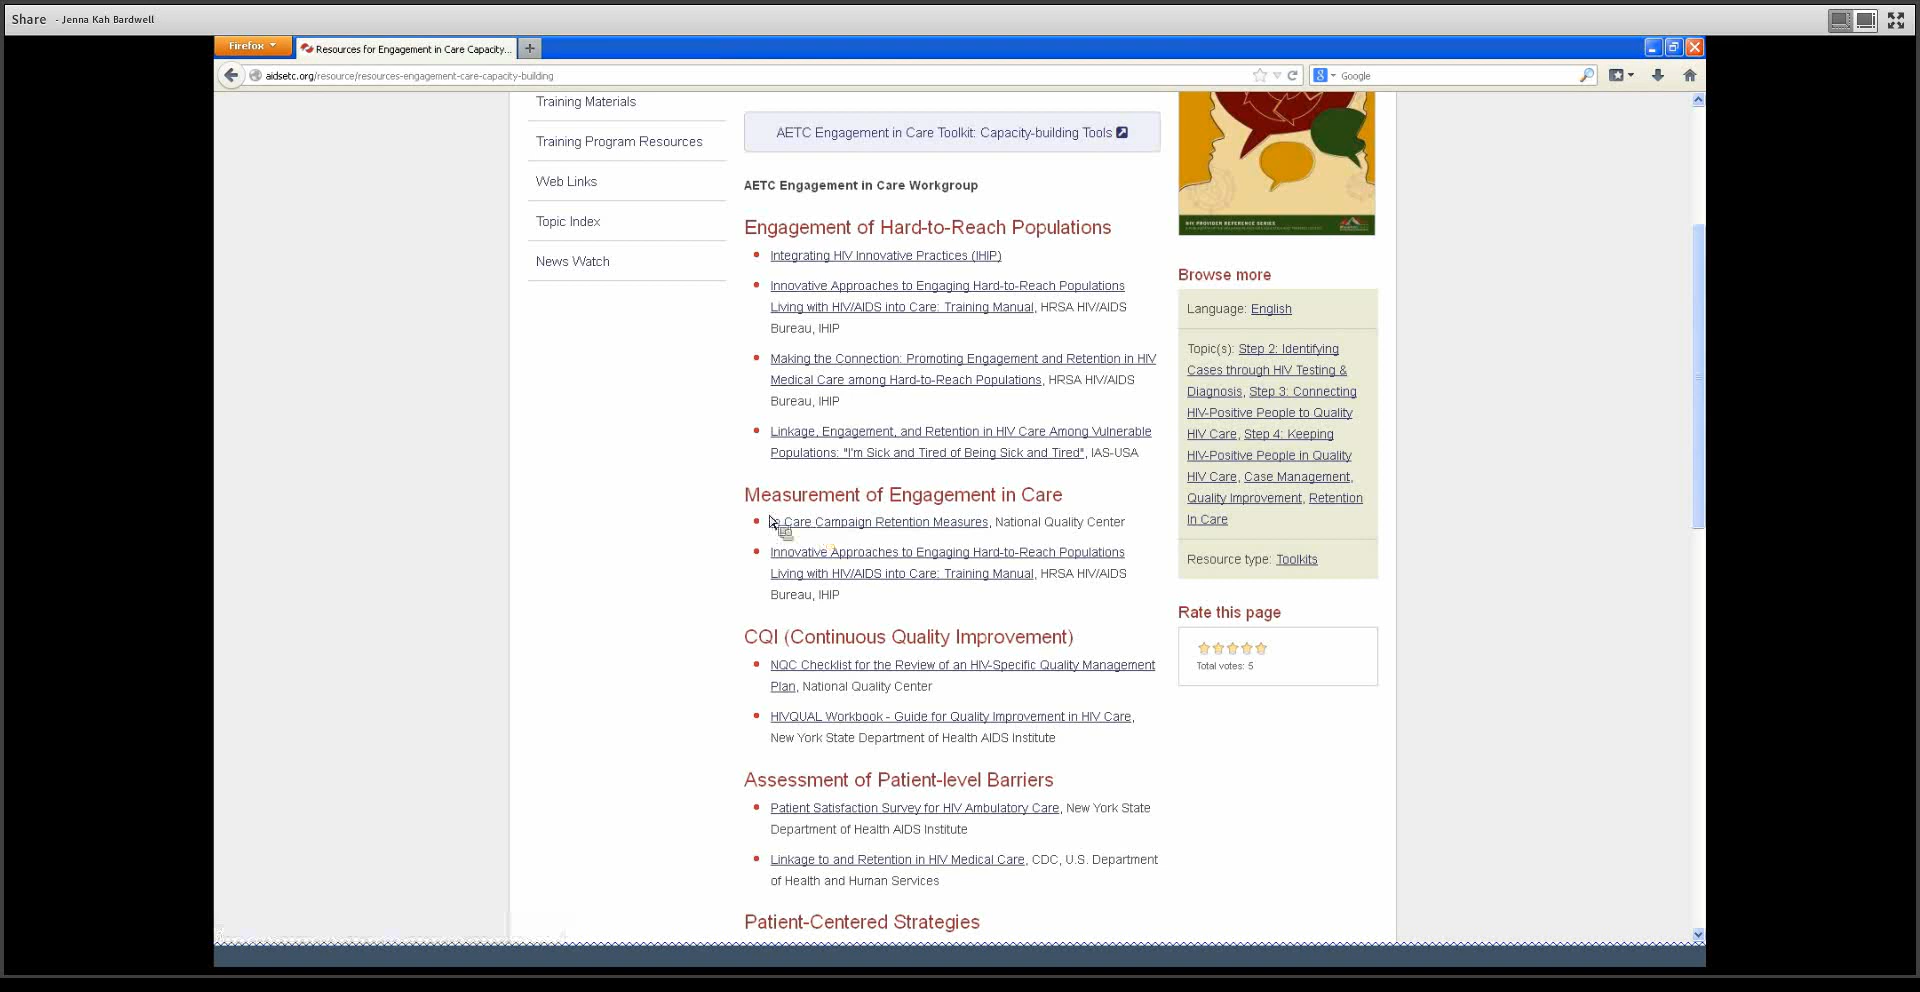 Share - Jenna Kah Bardwell
Firefox
Resources for Engagement in Care Capacity...
aidsetc.org/resource/resources-engagement-care-capacity-building
Google
Training Materials
Training Program Resources
Web Links
Topic Index
News Watch
AETC Engagement in Care Toolkit: Capacity-building Tools
AETC Engagement in Care Workgroup
Engagement of Hard-to-Reach Populations
Integrating HIV Innovative Practices (IHIP)
Innovative Approaches to Engaging Hard-to-Reach Populations
Living with HIV/AIDS into Care: Training Manual, HRSA HIV/AIDS
Bureau, IHIP
Making the Connection: Promoting Engagement and Retention in HIV
Medical Care among Hard-to-Reach Populations, HRSA HIV/AIDS
Bureau, IHIP
Linkage, Engagement, and Retention in HIV Care Among Vulnerable
Populations: "I'm Sick and Tired of Being Sick and Tired", IAS-USA
Measurement of Engagement in Care
Care Campaign Retention Measures, National Quality Center
Innovative Approaches to Engaging Hard-to-Reach Populations
Living with HIV/AIDS into Care: Training Manual, HRSA HIV/AIDS
Bureau, IHIP
CQI (Continuous Quality Improvement)
NQC Checklist for the Review of an HIV-Specific Quality Management
Plan, National Quality Center
HIVQUAL Workbook - Guide for Quality Improvement in HIV Care,
New York State Department of Health AIDS Institute
Assessment of Patient-level Barriers
Patient Satisfaction Survey for HIV Ambulatory Care, New York State
Department of Health AIDS Institute
Linkage to and Retention in HIV Medical Care, CDC, U.S. Department
of Health and Human Services
Patient-Centered Strategies
HIV PROVIDER REFERENCE SERIES
Browse more
Language: English
Topic(s): Step 2: Identifying
Cases through HIV Testing &
Diagnosis, Step 3: Connecting
HIV-Positive People to Quality
HIV Care, Step 4: Keeping
HIV-Positive People in Quality
HIV Care, Case Management,
Quality Improvement, Retention
In Care
Resource type: Toolkits
Rate this page
Total votes: 5